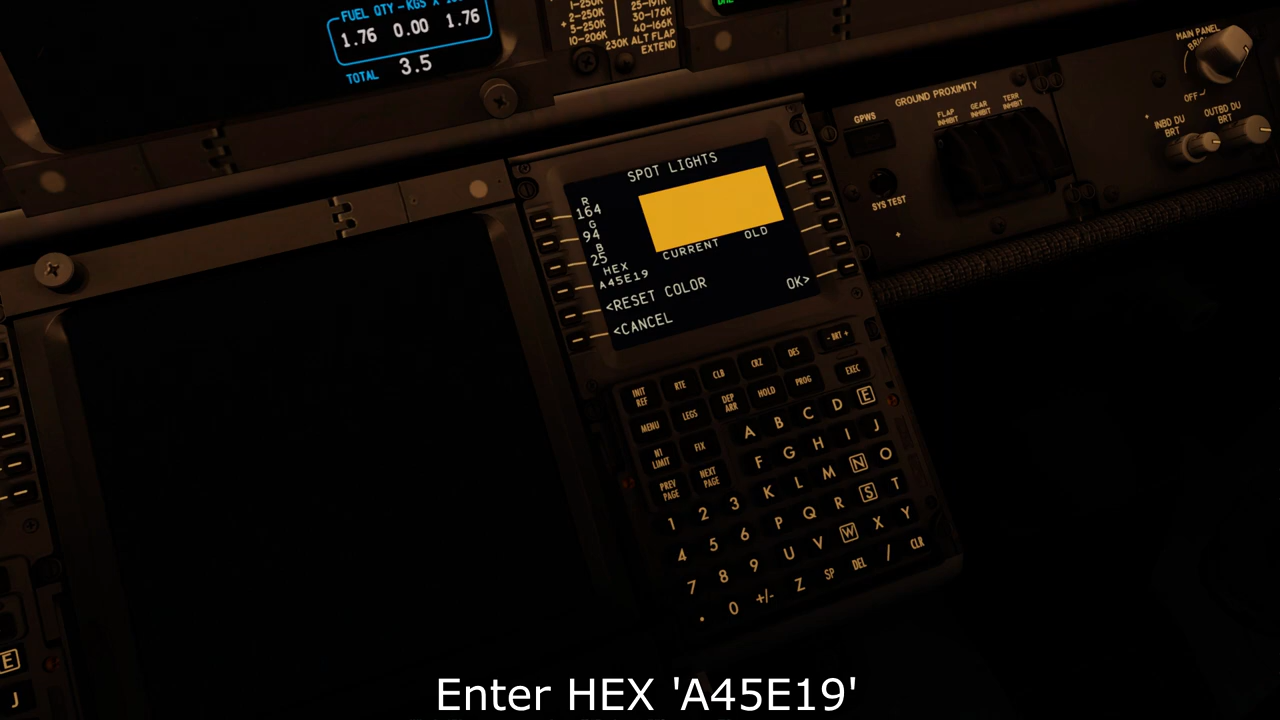 FUEL QTY - KGS X
1.76 0.00 1.76
TOTAL 3.5
1-250K
2-250K
5-250K
10-206K
30-176K
40-166K
230K ALT FLAP
EXTEND
MAIN PANEL
OFF
GROUND PROXIMITY
GPWS
FLAP
INHIBIT
GEAR
INHIBIT
TERR
INHIBIT
SYS TEST
INBD DU
BRT
OUTBD DU
BRT
SPOT LIGHTS
R
164
G
94
B
25
HEX
A45E19
CURRENT OLD
<RESET COLOR
OK>
<CANCEL
INIT
REF
RTE
CLB
CRZ
DES
- BRT +
MENU
LEGS
DEP
ARR
HOLD
PROG
EXEC
N1
LIMIT
FIX
PREV
PAGE
NEXT
PAGE
A B C D E
F G H I J
K L M N O
P Q R S T
U V W X Y
Z SP DEL / CLR
1 2 3
4 5 6
7 8 9
. 0 +/-
E
J
Enter HEX 'A45E19'